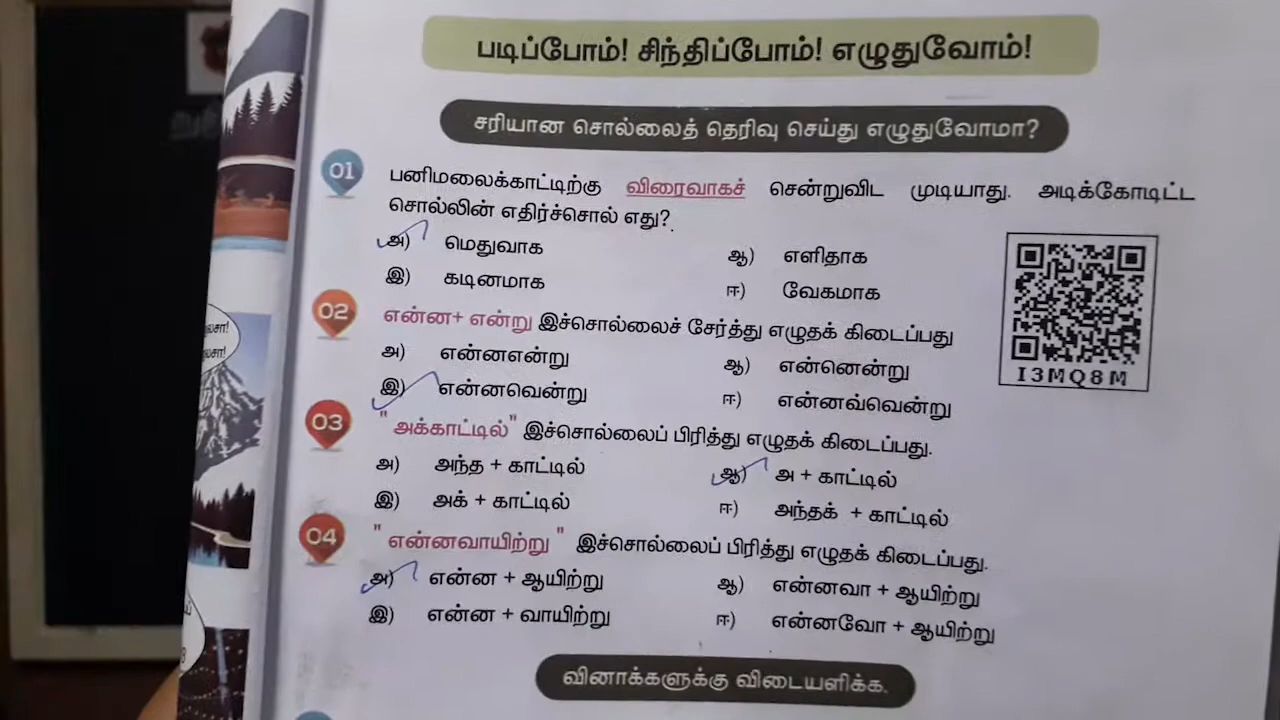 படிப்போம்! சிந்திப்போம்! எழுதுவோம்!
சரியான சொல்லைத் தெரிவு செய்து எழுதுவோமா?
01 பனிமலைக்காட்டிற்கு விரைவாகச் சென்றுவிட முடியாது. அடிக்கோடிட்ட
சொல்லின் எதிர்ச்சொல் எது?
அ) மெதுவாக ஆ) எளிதாக
இ) கடினமாக ஈ) வேகமாக
I3MQ8M
02 என்ன+ என்று இச்சொல்லைச் சேர்த்து எழுதக் கிடைப்பது
அ) என்னஎன்று ஆ) என்னென்று
இ) என்னவென்று ஈ) என்னவ்வென்று
03 "அக்காட்டில்" இச்சொல்லைப் பிரித்து எழுதக் கிடைப்பது.
அ) அந்த + காட்டில் ஆ) அ + காட்டில்
இ) அக் + காட்டில் ஈ) அந்தக் + காட்டில்
04 "என்னவாயிற்று" இச்சொல்லைப் பிரித்து எழுதக் கிடைப்பது.
அ) என்ன + ஆயிற்று ஆ) என்னவா + ஆயிற்று
இ) என்ன + வாயிற்று ஈ) என்னவோ + ஆயிற்று
வினாக்களுக்கு விடையளிக்க.